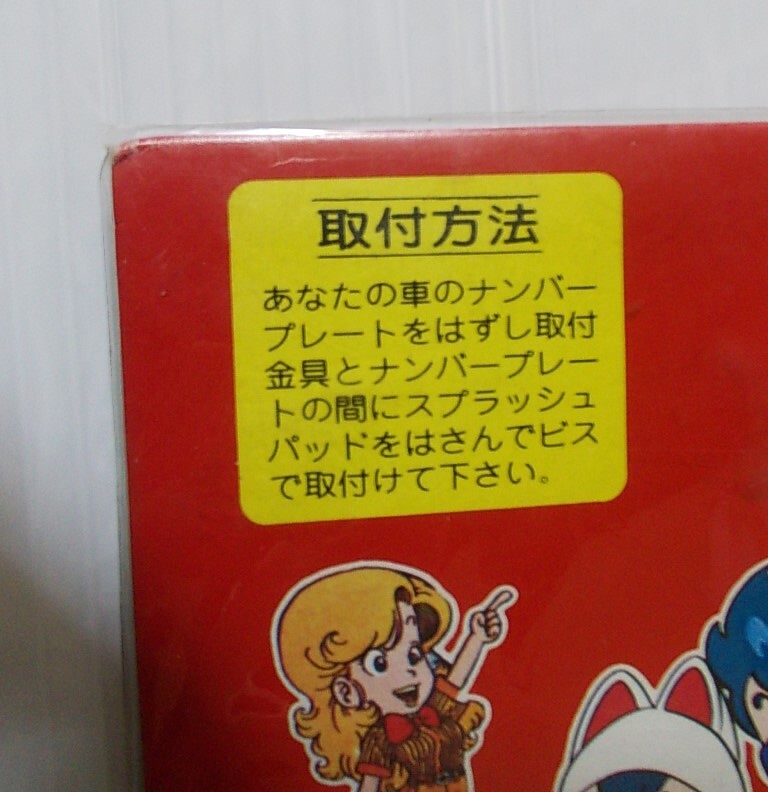 取付方法
あなたの車のナンバー
プレートをはずし取付
金具とナンバープレー
トの間にスプラッシュ
パッドをはさんでビス
で取付けて下さい。